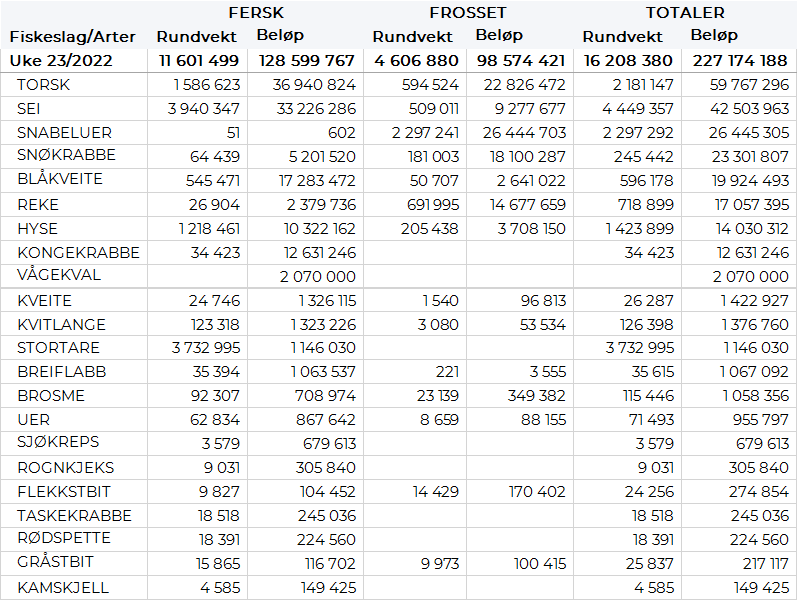 FERSK FROSSET TOTALER
Fiskeslag/Arter Rundvekt Beløp Rundvekt Beløp Rundvekt Beløp
Uke 23/2022 11 601 499 128 599 767 4 606 880 98 574 421 16 208 380 227 174 188
TORSK 1 586 623 36 940 824 594 524 22 826 472 2 181 147 59 767 296
SEI 3 940 347 33 226 286 509 011 9 277 677 4 449 357 42 503 963
SNABELUER 51 602 2 297 241 26 444 703 2 297 292 26 445 305
SNØKRABBE 64 439 5 201 520 181 003 18 100 287 245 442 23 301 807
BLÅKVEITE 545 471 17 283 472 50 707 2 641 022 596 178 19 924 493
REKE 26 904 2 379 736 691 995 14 677 659 718 899 17 057 395
HYSE 1 218 461 10 322 162 205 438 3 708 150 1 423 899 14 030 312
KONGEKRABBE 34 423 12 631 246 34 423 12 631 246
VÅGEKVAL 2 070 000 2 070 000
KVEITE 24 746 1 326 115 1 540 96 813 26 287 1 422 927
KVITLANGE 123 318 1 323 226 3 080 53 534 126 398 1 376 760
STORTARE 3 732 995 1 146 030 3 732 995 1 146 030
BREIFLABB 35 394 1 063 537 221 3 555 35 615 1 067 092
BROSME 92 307 708 974 23 139 349 382 115 446 1 058 356
UER 62 834 867 642 8 659 88 155 71 493 955 797
SJØKREPS 3 579 679 613 3 579 679 613
ROGNKJEKS 9 031 305 840 9 031 305 840
FLEKKSTBIT 9 827 104 452 14 429 170 402 24 256 274 854
TASKEKRABBE 18 518 245 036 18 518 245 036
RØDSPETTE 18 391 224 560 18 391 224 560
GRÅSTBIT 15 865 116 702 9 973 100 415 25 837 217 117
KAMSKJELL 4 585 149 425 4 585 149 425